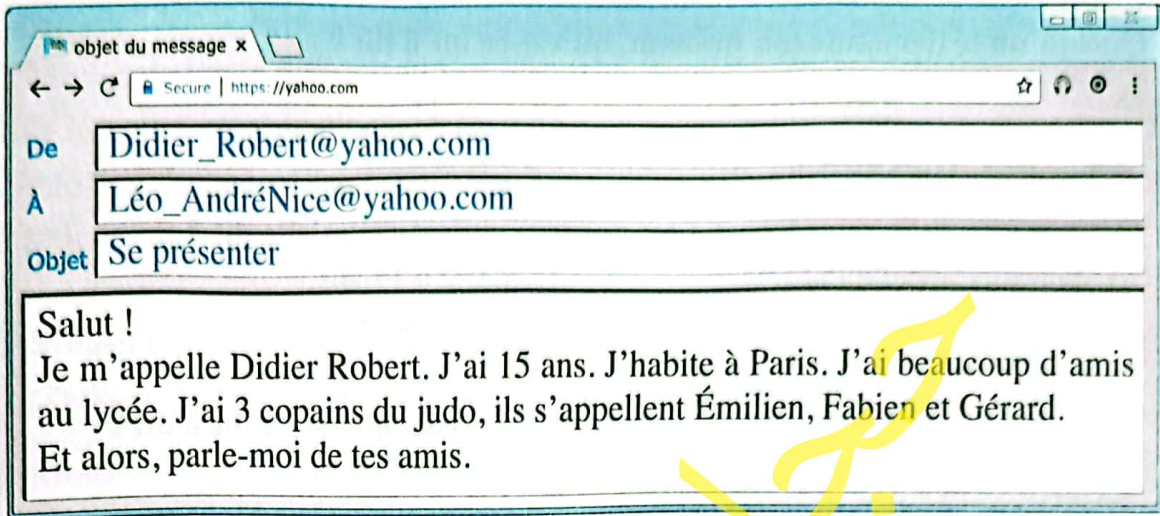 objet du message x
Secure | https://yahoo.com
De Didier_Robert@yahoo.com
À Léo_AndréNice@yahoo.com
Objet Se présenter
Salut !
Je m'appelle Didier Robert. J'ai 15 ans. J'habite à Paris. J'ai beaucoup d'amis
au lycée. J'ai 3 copains du judo, ils s'appellent Émilien, Fabien et Gérard.
Et alors, parle-moi de tes amis.